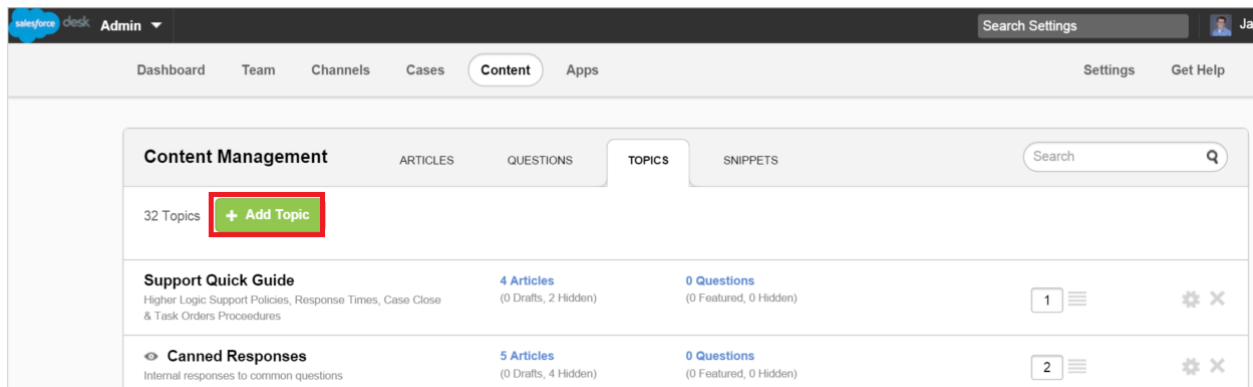 salesforce desk Admin Search Settings Ja
Dashboard Team Channels Cases Content Apps Settings Get Help
Content Management ARTICLES QUESTIONS TOPICS SNIPPETS Search
32 Topics + Add Topic
Support Quick Guide 4 Articles 0 Questions
Higher Logic Support Policies, Response Times, Case Close (0 Drafts, 2 Hidden) (0 Featured, 0 Hidden) 1
& Task Orders Proceedures
Canned Responses 5 Articles 0 Questions
Internal responses to common questions (0 Drafts, 4 Hidden) (0 Featured, 0 Hidden) 2